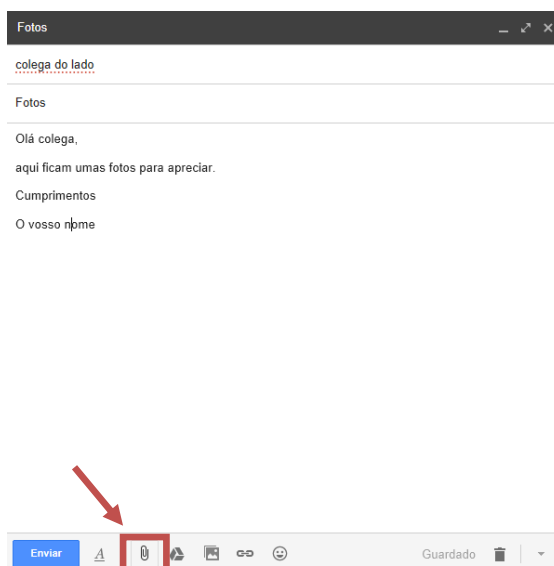 Fotos
colega do lado
Fotos
Olá colega,
aqui ficam umas fotos para apreciar.
Cumprimentos
O vosso nome
Enviar A Guardado